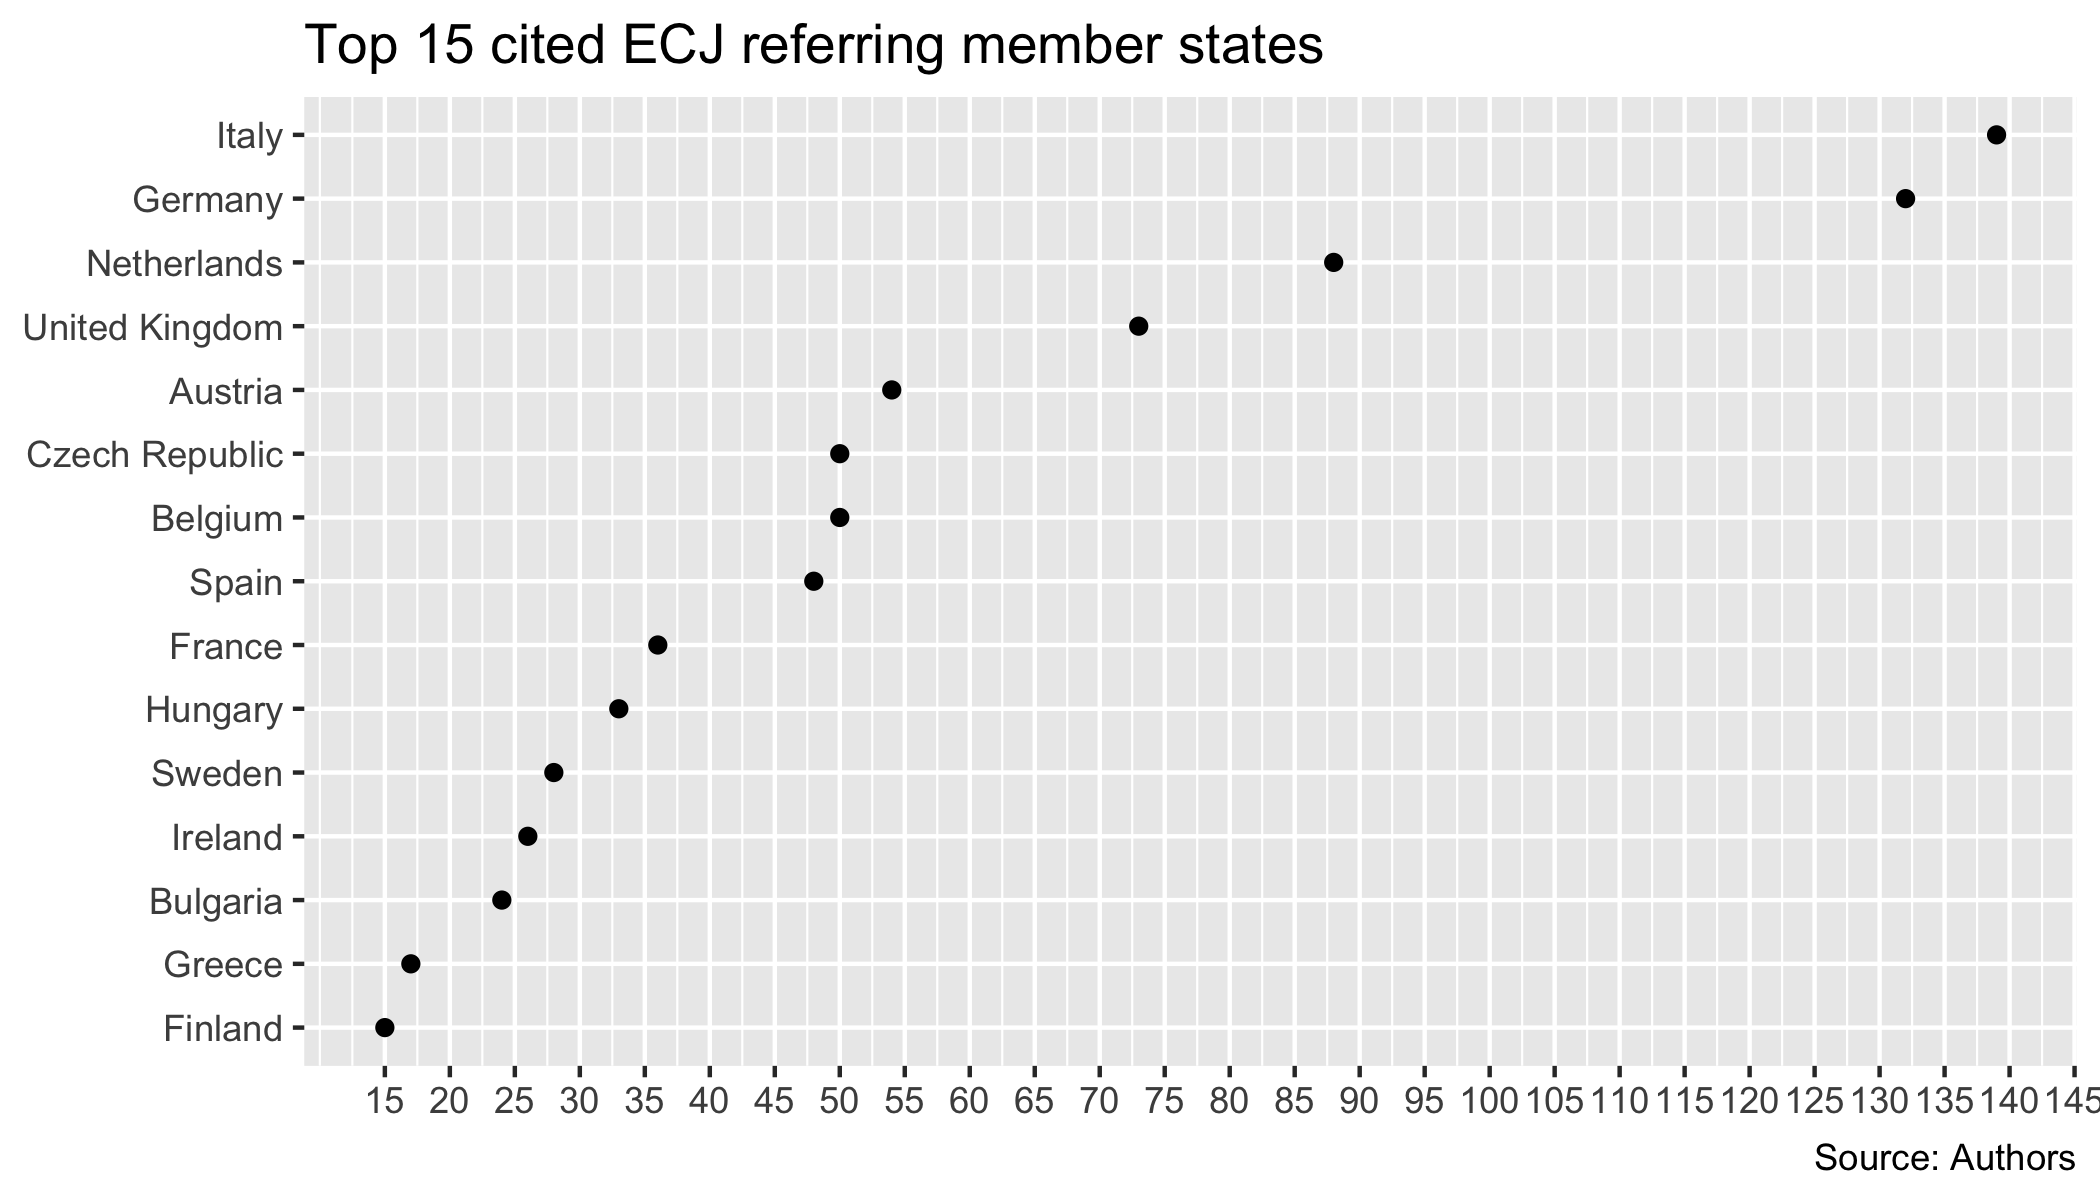 Top 15 cited ECJ referring member states
Italy
Germany
Netherlands
United Kingdom
Austria
Czech Republic
Belgium
Spain
France
Hungary
Sweden
Ireland
Bulgaria
Greece
Finland
15 20 25 30 35 40 45 50 55 60 65 70 75 80 85 90 95 100 105 110 115 120 125 130 135 140 145
Source: Authors